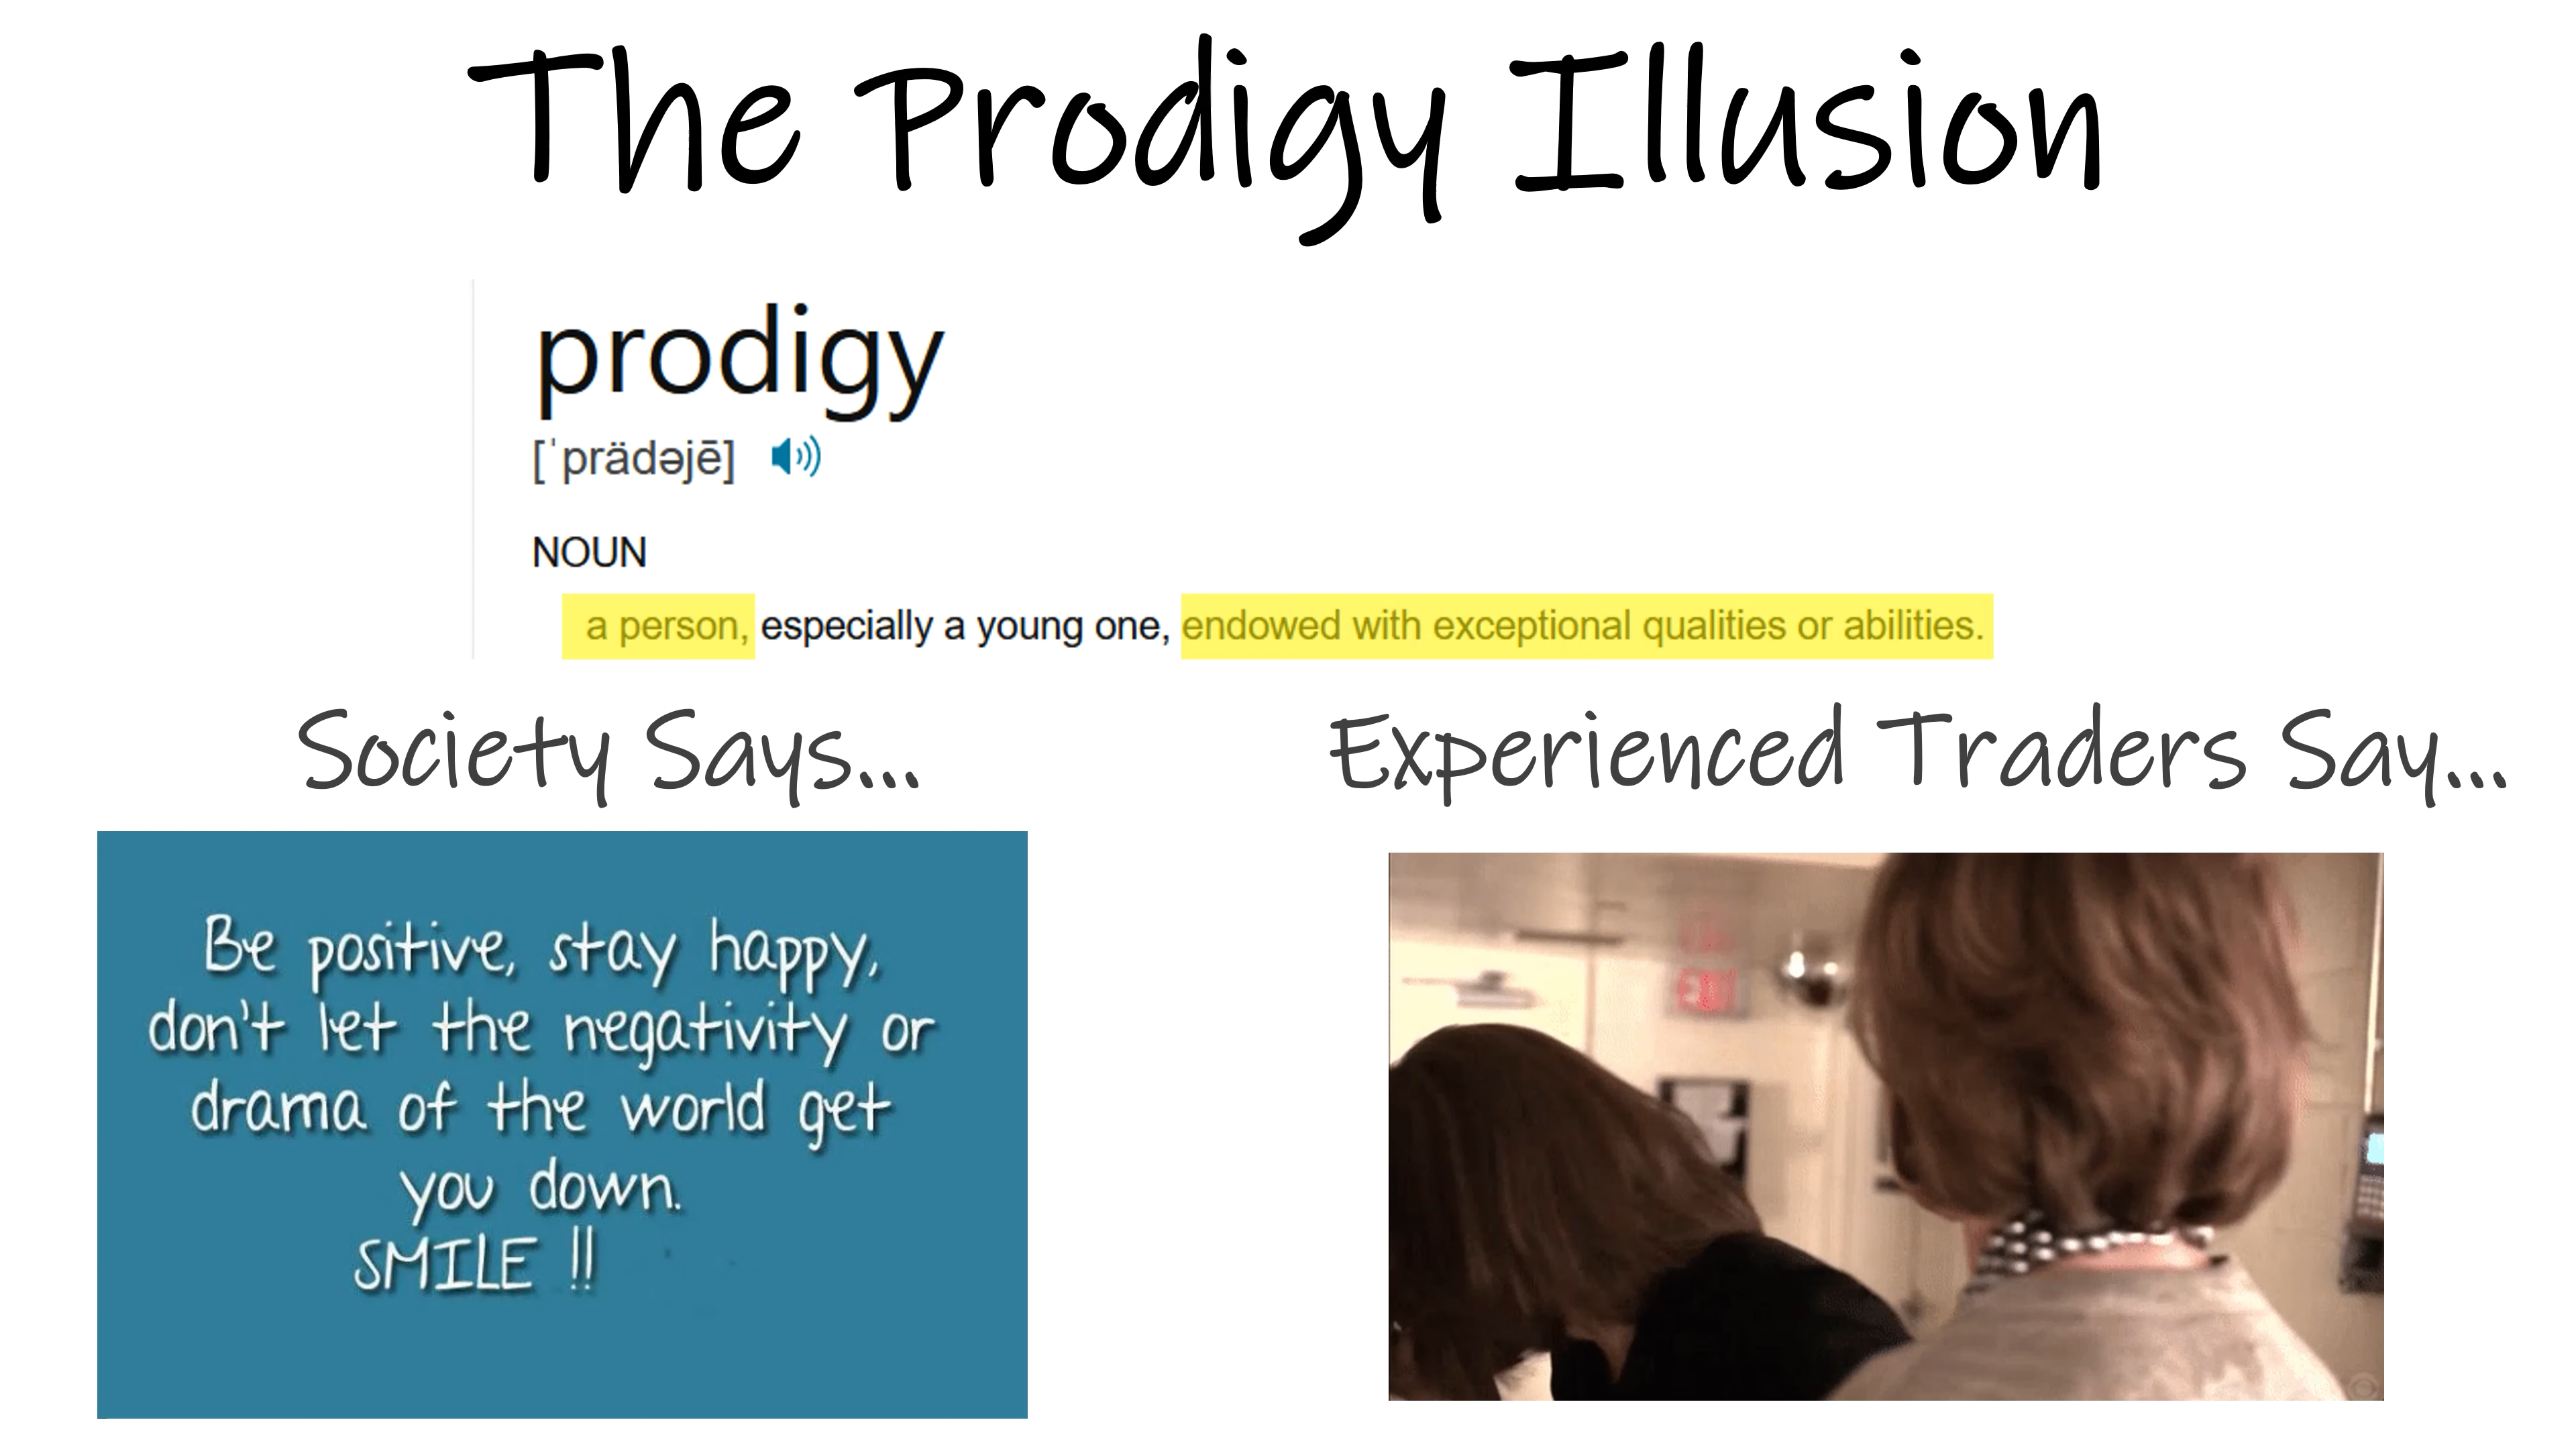 The Prodigy Illusion
prodigy
[ˈprädəjē]
NOUN
a person, especially a young one, endowed with exceptional qualities or abilities.
Society Says...
Experienced Traders Say...
Be positive, stay happy,
don't let the negativity or
drama of the world get
you down.
SMILE !!
EXIT